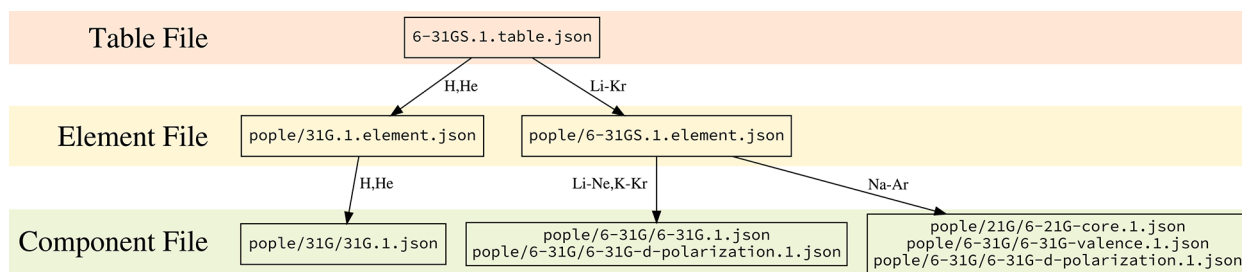 Table File
6-31GS.1.table.json
H,He
Li-Kr
Element File
pople/31G.1.element.json
pople/6-31GS.1.element.json
H,He
Li-Ne,K-Kr
Na-Ar
Component File
pople/31G/31G.1.json
pople/6-31G/6-31G.1.json
pople/6-31G/6-31G-d-polarization.1.json
pople/21G/6-21G-core.1.json
pople/6-31G/6-31G-valence.1.json
pople/6-31G/6-31G-d-polarization.1.json